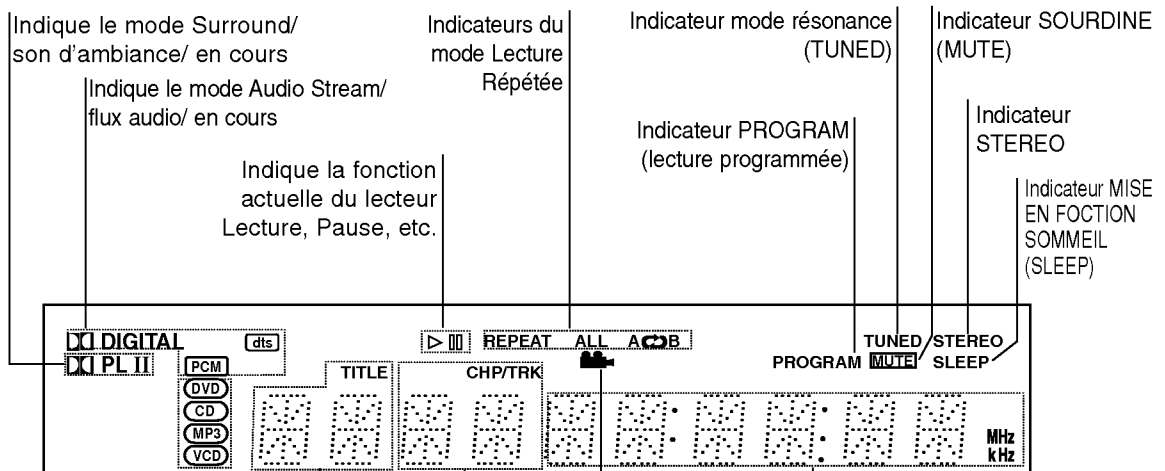 Indique le mode Surround/
son d'ambiance/ en cours
Indique le mode Audio Stream/
flux audio/ en cours
Indique la fonction
actuelle du lecteur
Lecture, Pause, etc.
Indicateurs du
mode Lecture
Répétée
Indicateur mode résonance
(TUNED)
Indicateur PROGRAM
(lecture programmée)
Indicateur SOURDINE
(MUTE)
Indicateur
STEREO
Indicateur MISE
EN FOCTION
SOMMEIL
(SLEEP)
DIGITAL dts
PL II PCM
DVD
CD
MP3
VCD
TITLE
CHP/TRK
REPEAT ALL A B
TUNED STEREO
PROGRAM MUTE SLEEP
MHz
kHz